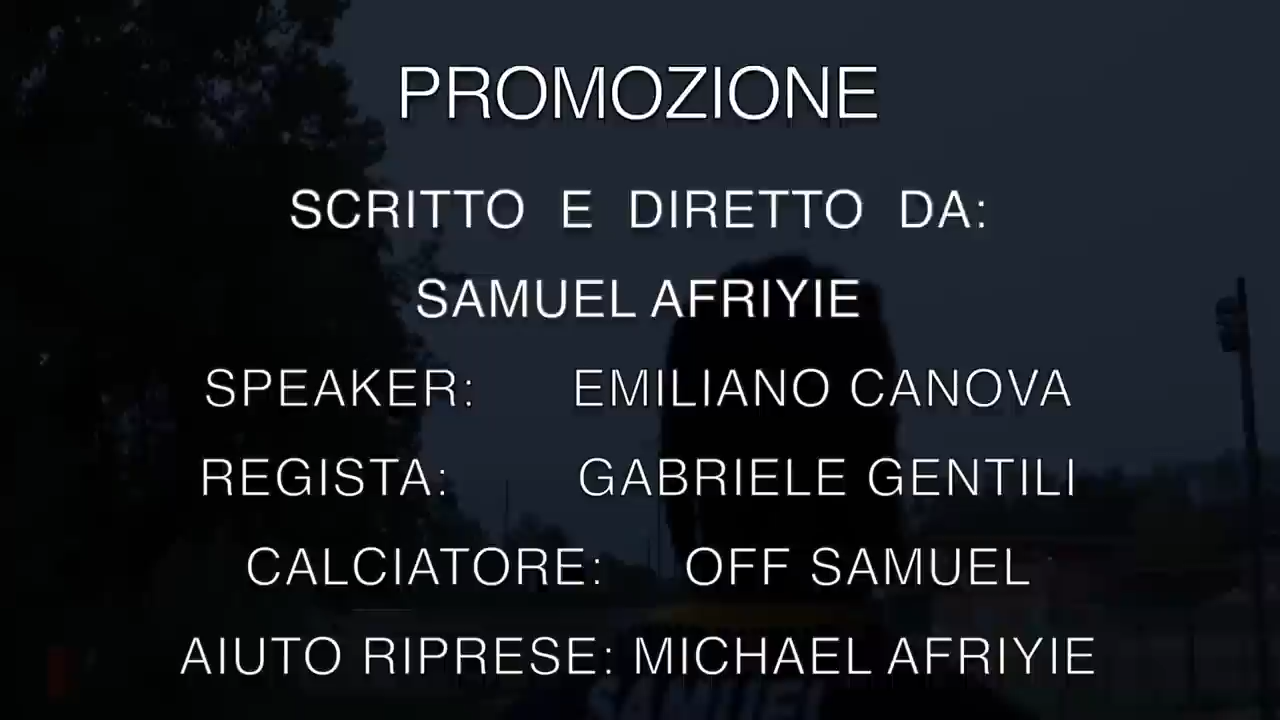 PROMOZIONE
SCRITTO E DIRETTO DA:
SAMUEL AFRIYIE
SPEAKER: EMILIANO CANOVA
REGISTA: GABRIELE GENTILI
CALCIATORE: OFF SAMUEL
AIUTO RIPRESE: MICHAEL AFRIYIE
SAMUEL